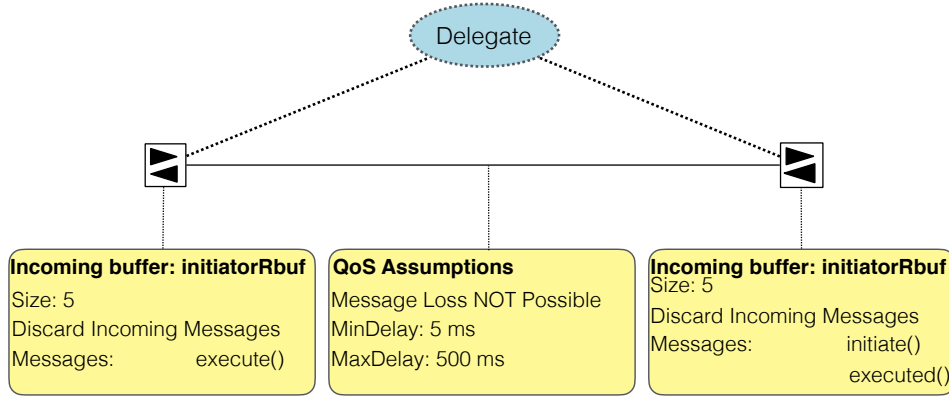 Delegate
Incoming buffer: initiatorRbuf
Size: 5
Discard Incoming Messages
Messages: execute()
QoS Assumptions
Message Loss NOT Possible
MinDelay: 5 ms
MaxDelay: 500 ms
Incoming buffer: initiatorRbuf
Size: 5
Discard Incoming Messages
Messages: initiate()
executed()